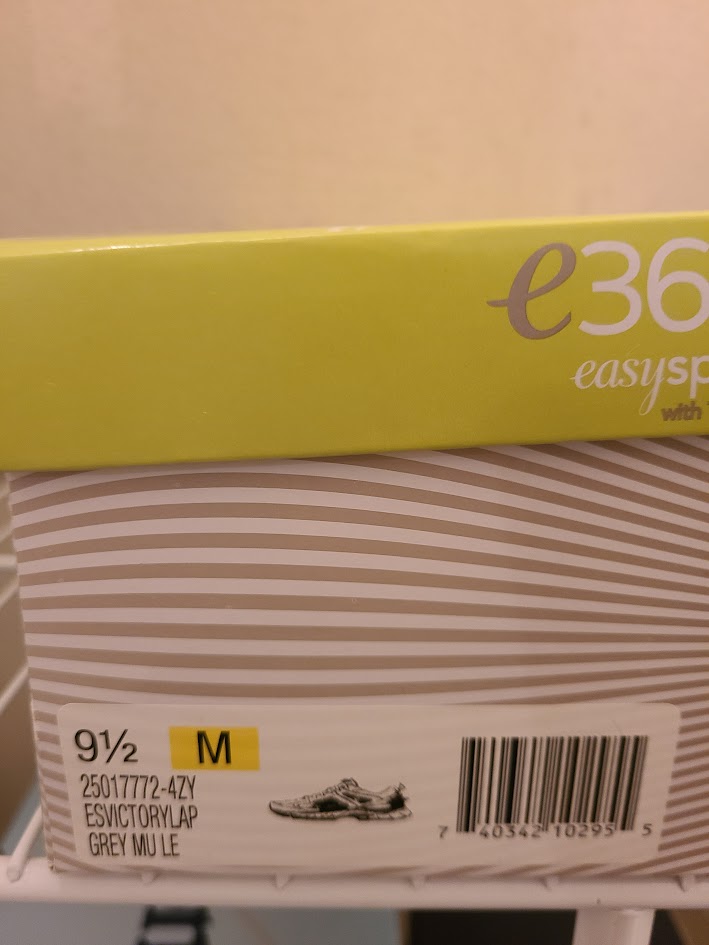 e36
easysp
with
9½ M
25017772-4ZY
ESVICTORYLAP
GREY MU LE
7 40342 10295 5